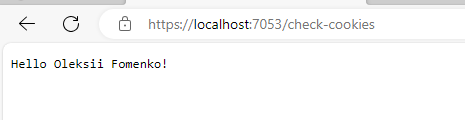 https://localhost:7053/check-cookies
Hello Oleksii Fomenko!